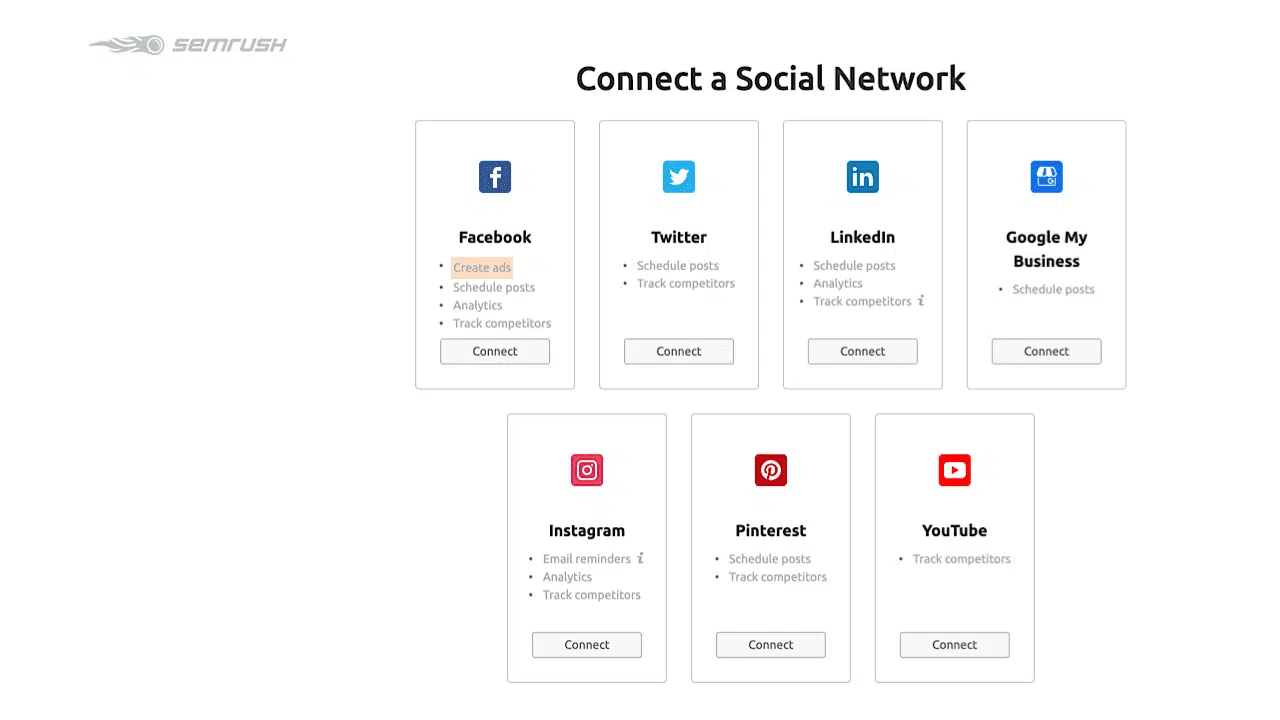 semrush
Connect a Social Network
Facebook
• Create ads
• Schedule posts
• Analytics
• Track competitors
Connect
Twitter
• Schedule posts
• Track competitors
Connect
LinkedIn
• Schedule posts
• Analytics
• Track competitors i
Connect
Google My
Business
• Schedule posts
Connect
Instagram
• Email reminders i
• Analytics
• Track competitors
Connect
Pinterest
• Schedule posts
• Track competitors
Connect
YouTube
• Track competitors
Connect